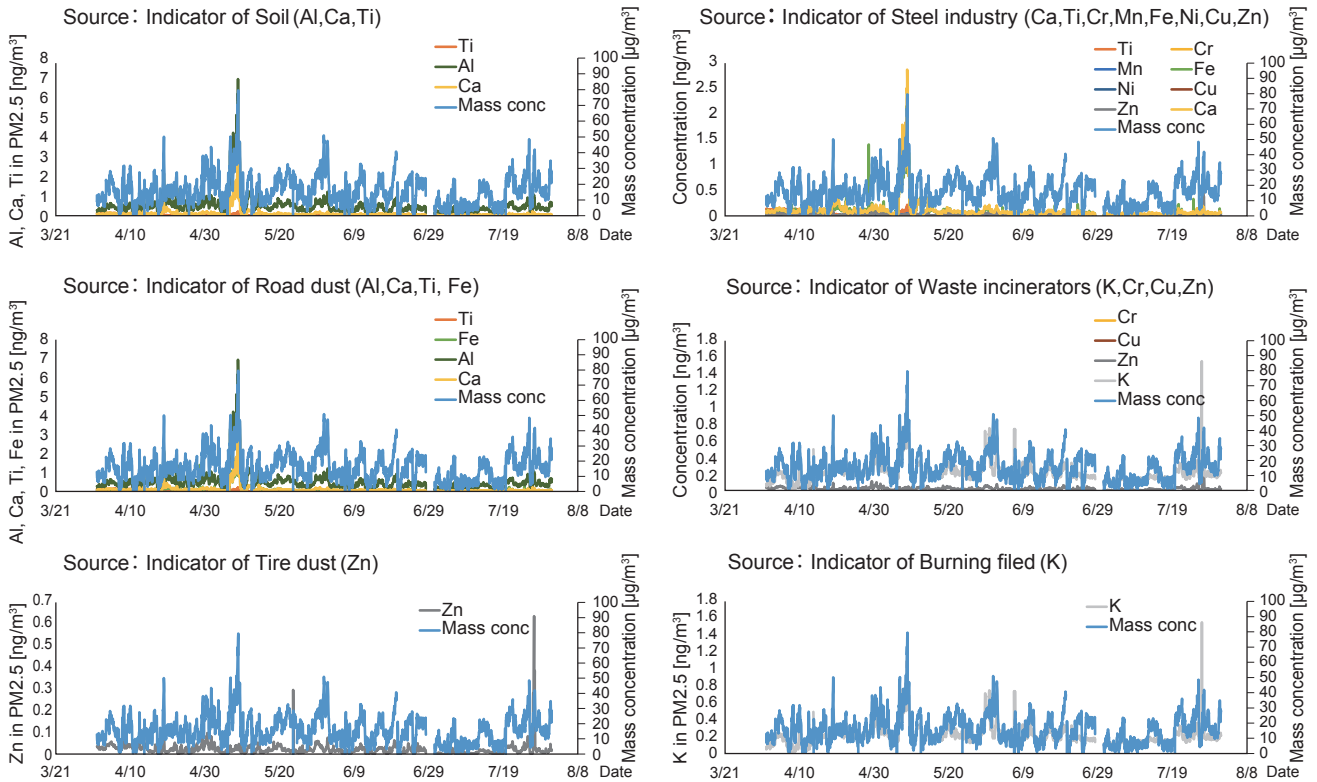 Source: Indicator of Soil (Al,Ca,Ti)
Al, Ca, Ti in PM2.5 [ng/m³]
8
7
6
5
4
3
2
1
0
Ti
Al
Ca
Mass conc
100
90
80
70
60
50
40
30
20
10
0
Mass concentration [µg/m³]
3/21 4/10 4/30 5/20 6/9 6/29 7/19 8/8 Date
Source: Indicator of Steel industry (Ca,Ti,Cr,Mn,Fe,Ni,Cu,Zn)
Concentration [ng/m³]
3
2.5
2
1.5
1
0.5
0
Ti Cr
Mn Fe
Ni Cu
Zn Ca
Mass conc
100
90
80
70
60
50
40
30
20
10
0
Mass concentration [µg/m³]
3/21 4/10 4/30 5/20 6/9 6/29 7/19 8/8 Date
Source: Indicator of Road dust (Al,Ca,Ti, Fe)
Al, Ca, Ti, Fe in PM2.5 [ng/m³]
8
7
6
5
4
3
2
1
0
Ti
Fe
Al
Ca
Mass conc
100
90
80
70
60
50
40
30
20
10
0
Mass concentration [µg/m³]
3/21 4/10 4/30 5/20 6/9 6/29 7/19 8/8 Date
Source: Indicator of Waste incinerators (K,Cr,Cu,Zn)
Concentration [ng/m³]
1.8
1.6
1.4
1.2
1
0.8
0.6
0.4
0.2
0
Cr
Cu
Zn
K
Mass conc
100
90
80
70
60
50
40
30
20
10
0
Mass concentration [µg/m³]
3/21 4/10 4/30 5/20 6/9 6/29 7/19 8/8 Date
Source: Indicator of Tire dust (Zn)
Zn in PM2.5 [ng/m³]
0.7
0.6
0.5
0.4
0.3
0.2
0.1
0
Zn
Mass conc
100
90
80
70
60
50
40
30
20
10
0
Mass concentration [µg/m³]
3/21 4/10 4/30 5/20 6/9 6/29 7/19 8/8 Date
Source: Indicator of Burning filed (K)
K in PM2.5 [ng/m³]
1.8
1.6
1.4
1.2
1
0.8
0.6
0.4
0.2
0
K
Mass conc
100
90
80
70
60
50
40
30
20
10
0
Mass concentration [µg/m³]
3/21 4/10 4/30 5/20 6/9 6/29 7/19 8/8 Date